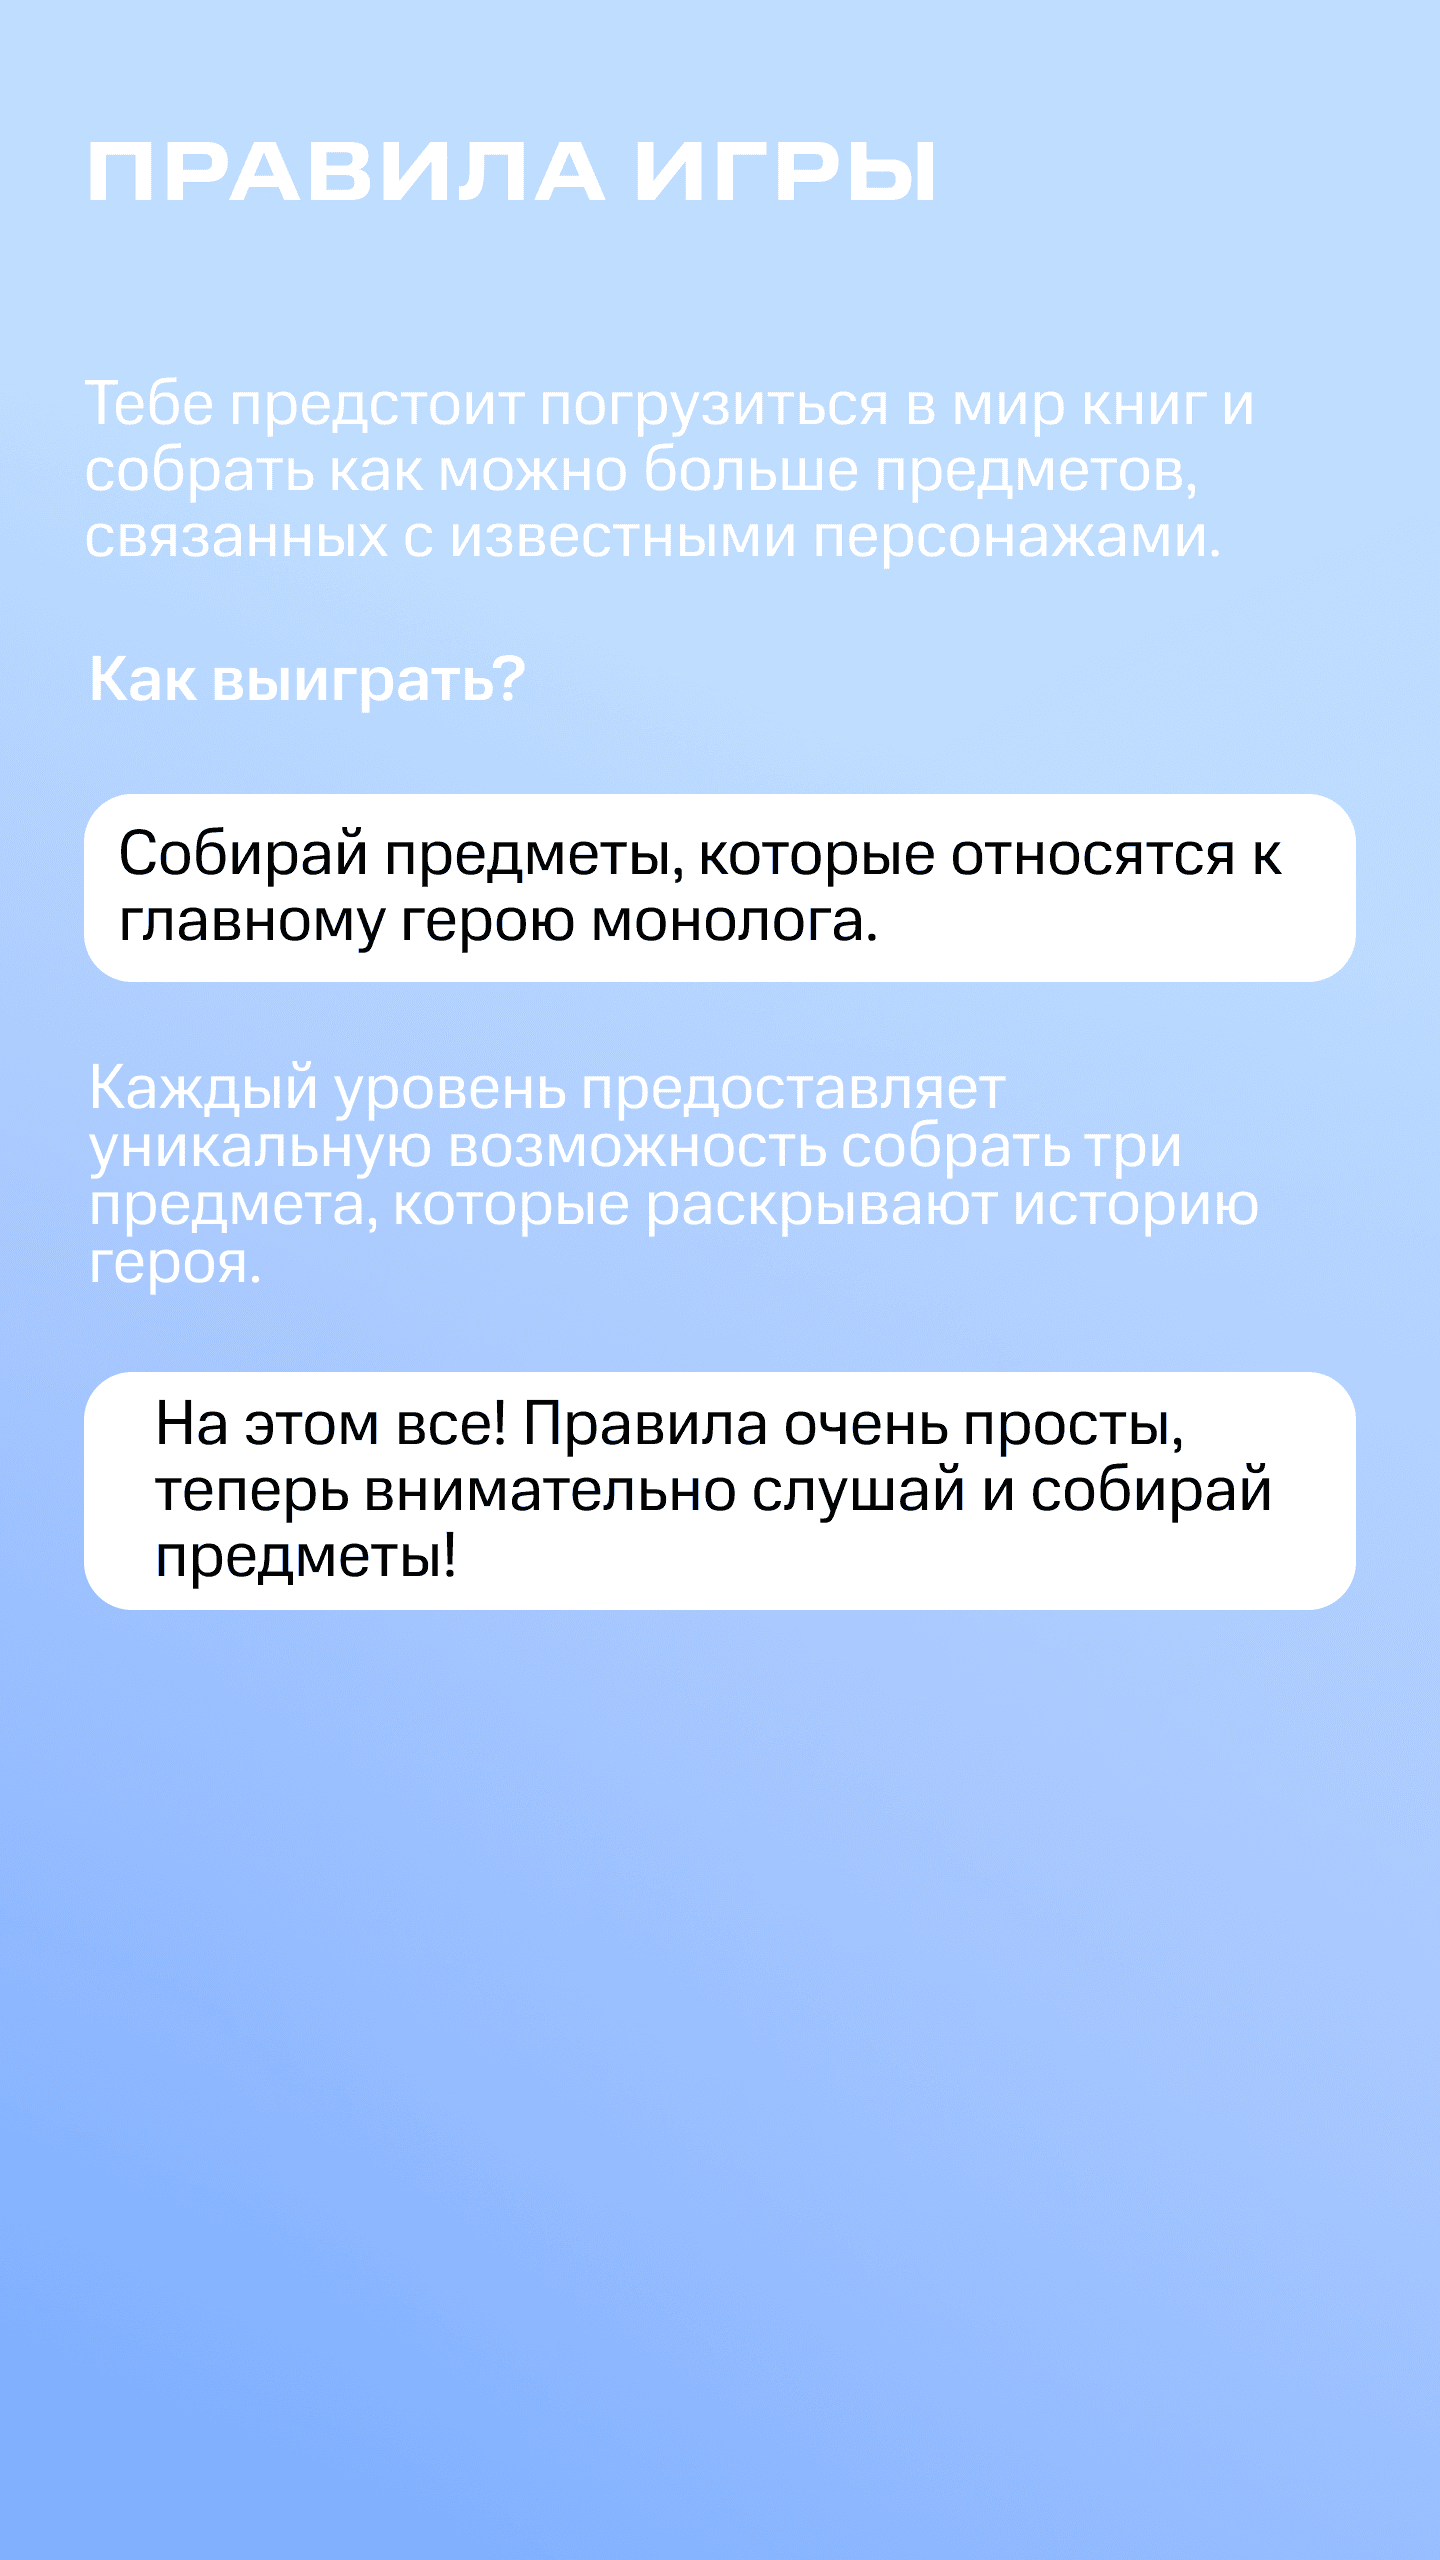 ПРАВИЛА ИГРЫ
Тебе предстоит погрузиться в мир книг и
собрать как можно больше предметов,
связанных с известными персонажами.
Как выиграть?
Собирай предметы, которые относятся к
главному герою монолога.
Каждый уровень предоставляет
уникальную возможность собрать три
предмета, которые раскрывают историю
героя.
На этом все! Правила очень просты,
теперь внимательно слушай и собирай
предметы!